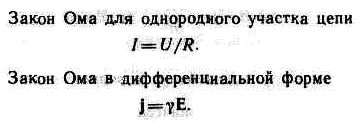 Закон Ома для однородного участка цепи
I=U/R.
Закон Ома в дифференциальной форме
j=γE.